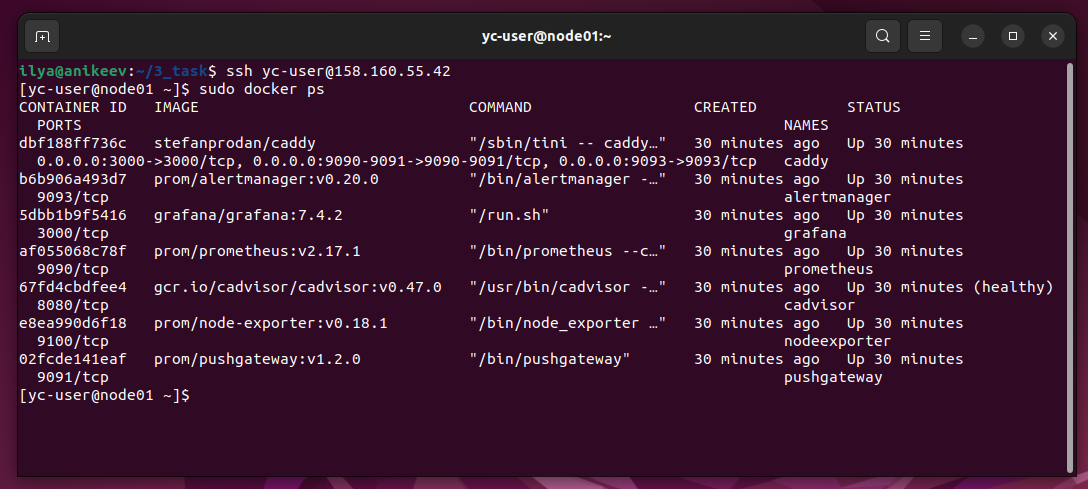 yc-user@node01:~
ilya@anikeev:~/3_task$ ssh yc-user@158.160.55.42
[yc-user@node01 ~]$ sudo docker ps
CONTAINER ID   IMAGE                              COMMAND                  CREATED          STATUS
  PORTS                                                                              NAMES
dbf188ff736c   stefanprodan/caddy                 "/sbin/tini -- caddy…"   30 minutes ago   Up 30 minutes
  0.0.0.0:3000->3000/tcp, 0.0.0.0:9090-9091->9090-9091/tcp, 0.0.0.0:9093->9093/tcp   caddy
b6b906a493d7   prom/alertmanager:v0.20.0          "/bin/alertmanager -…"   30 minutes ago   Up 30 minutes
  9093/tcp                                                                           alertmanager
5dbb1b9f5416   grafana/grafana:7.4.2              "/run.sh"                30 minutes ago   Up 30 minutes
  3000/tcp                                                                           grafana
af055068c78f   prom/prometheus:v2.17.1            "/bin/prometheus --c…"   30 minutes ago   Up 30 minutes
  9090/tcp                                                                           prometheus
67fd4cbdfee4   gcr.io/cadvisor/cadvisor:v0.47.0   "/usr/bin/cadvisor -…"   30 minutes ago   Up 30 minutes (healthy)
  8080/tcp                                                                           cadvisor
e8ea990d6f18   prom/node-exporter:v0.18.1         "/bin/node_exporter …"   30 minutes ago   Up 30 minutes
  9100/tcp                                                                           nodeexporter
02fcde141eaf   prom/pushgateway:v1.2.0            "/bin/pushgateway"       30 minutes ago   Up 30 minutes
  9091/tcp                                                                           pushgateway
[yc-user@node01 ~]$